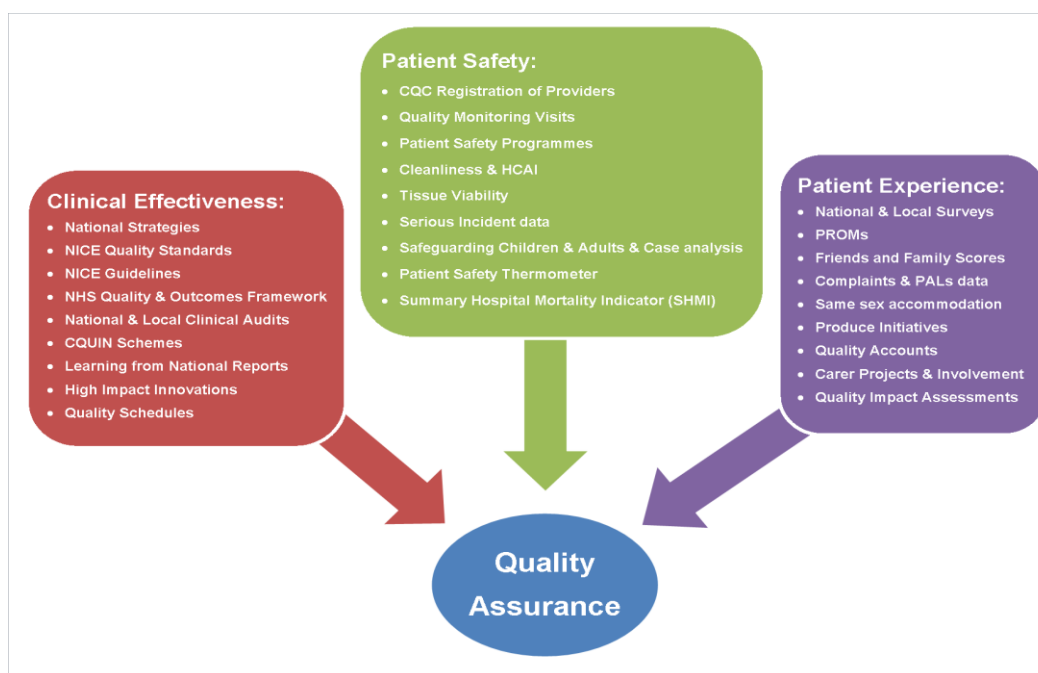 Patient Safety:
• CQC Registration of Providers
• Quality Monitoring Visits
• Patient Safety Programmes
• Cleanliness & HCAI
• Tissue Viability
• Serious Incident data
• Safeguarding Children & Adults & Case analysis
• Patient Safety Thermometer
• Summary Hospital Mortality Indicator (SHMI)
Clinical Effectiveness:
• National Strategies
• NICE Quality Standards
• NICE Guidelines
• NHS Quality & Outcomes Framework
• National & Local Clinical Audits
• CQUIN Schemes
• Learning from National Reports
• High Impact Innovations
• Quality Schedules
Patient Experience:
• National & Local Surveys
• PROMs
• Friends and Family Scores
• Complaints & PALs data
• Same sex accommodation
• Produce Initiatives
• Quality Accounts
• Carer Projects & Involvement
• Quality Impact Assessments
Quality
Assurance